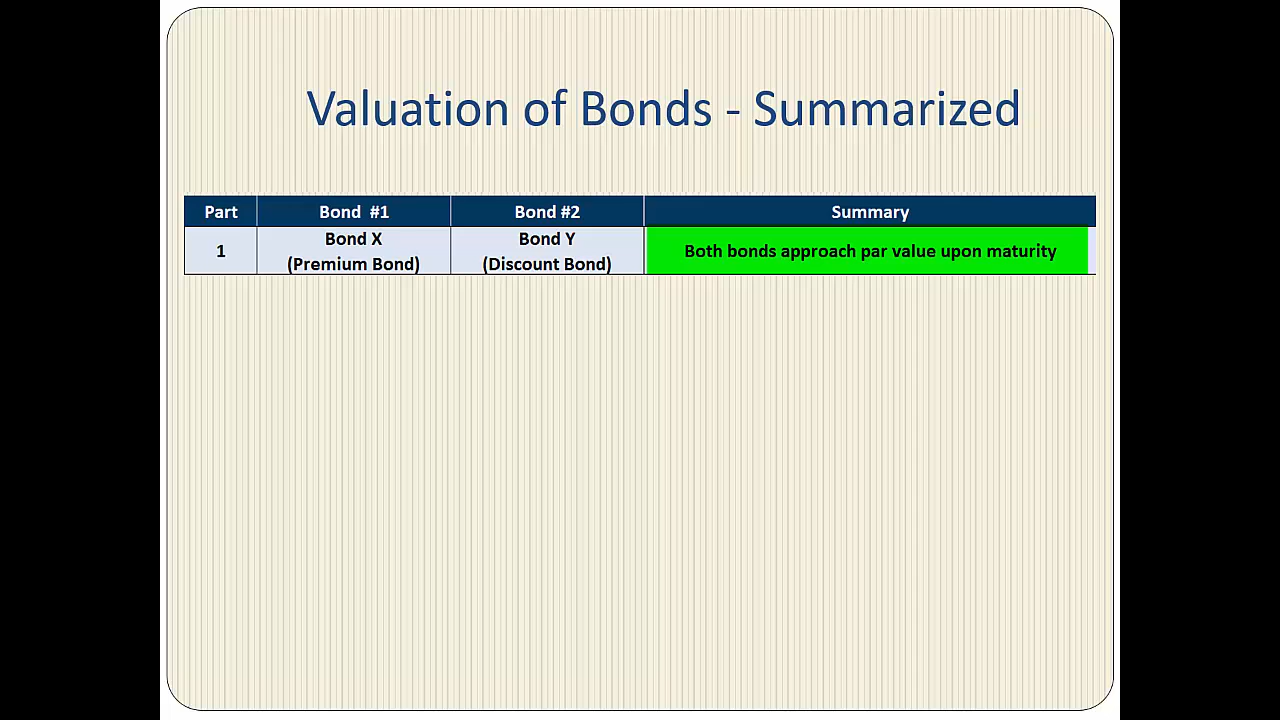 Valuation of Bonds - Summarized
Part Bond #1 Bond #2 Summary
1 Bond X (Premium Bond) Bond Y (Discount Bond) Both bonds approach par value upon maturity